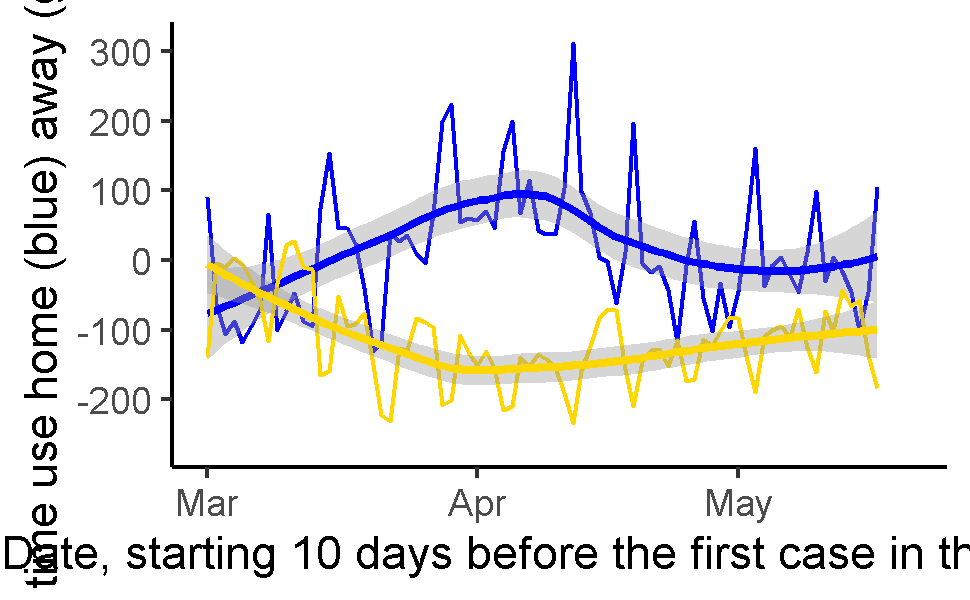 time use home (blue) away (
300
200
100
0
-100
-200
Mar Apr May
Date, starting 10 days before the first case in th